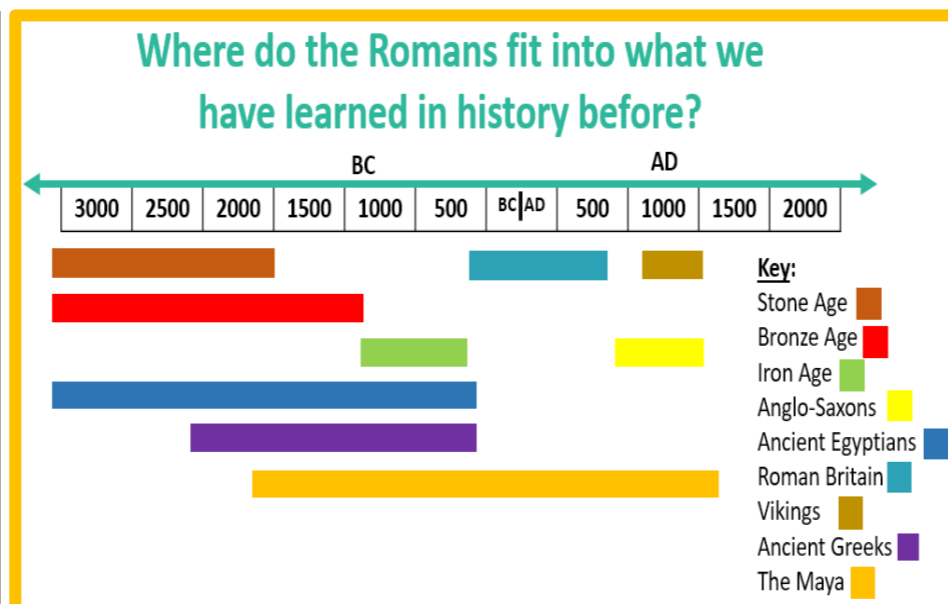 Where do the Romans fit into what we
have learned in history before?
BC AD
3000 2500 2000 1500 1000 500 BC|AD 500 1000 1500 2000
Key:
Stone Age
Bronze Age
Iron Age
Anglo-Saxons
Ancient Egyptians
Roman Britain
Vikings
Ancient Greeks
The Maya